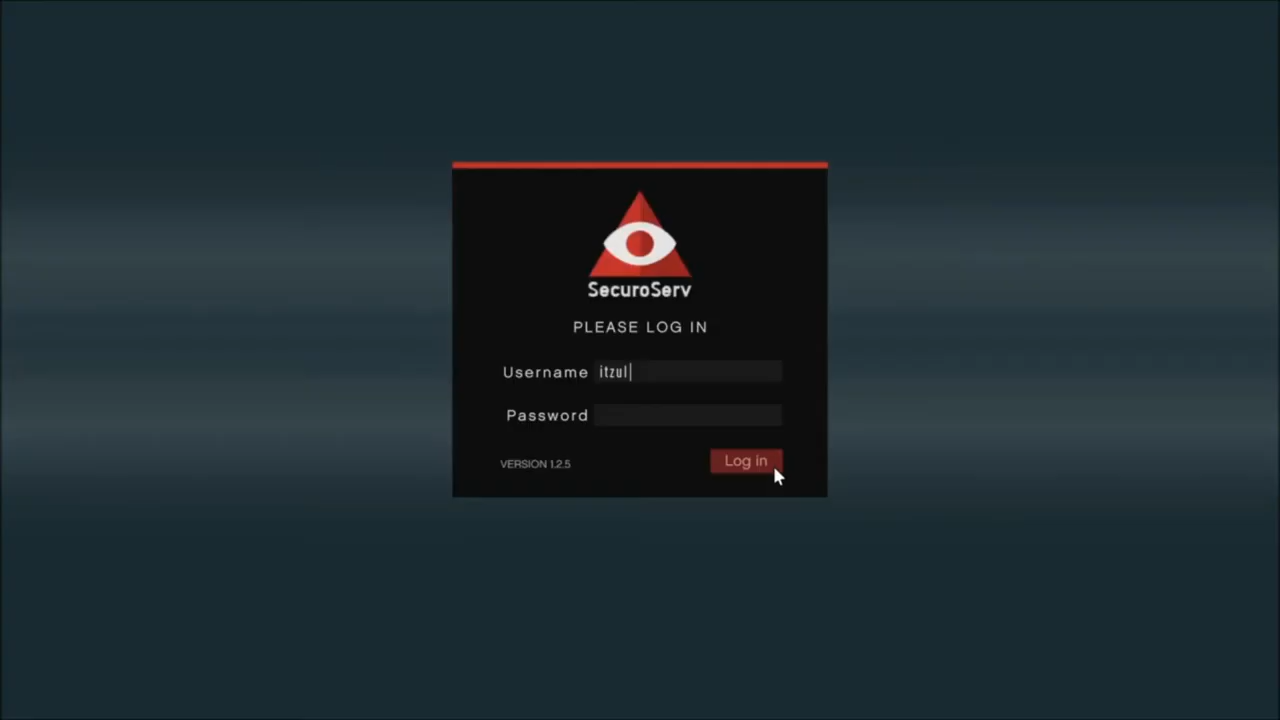 SecuroServ
PLEASE LOG IN
Username itzul
Password
VERSION 1.2.5 Log in